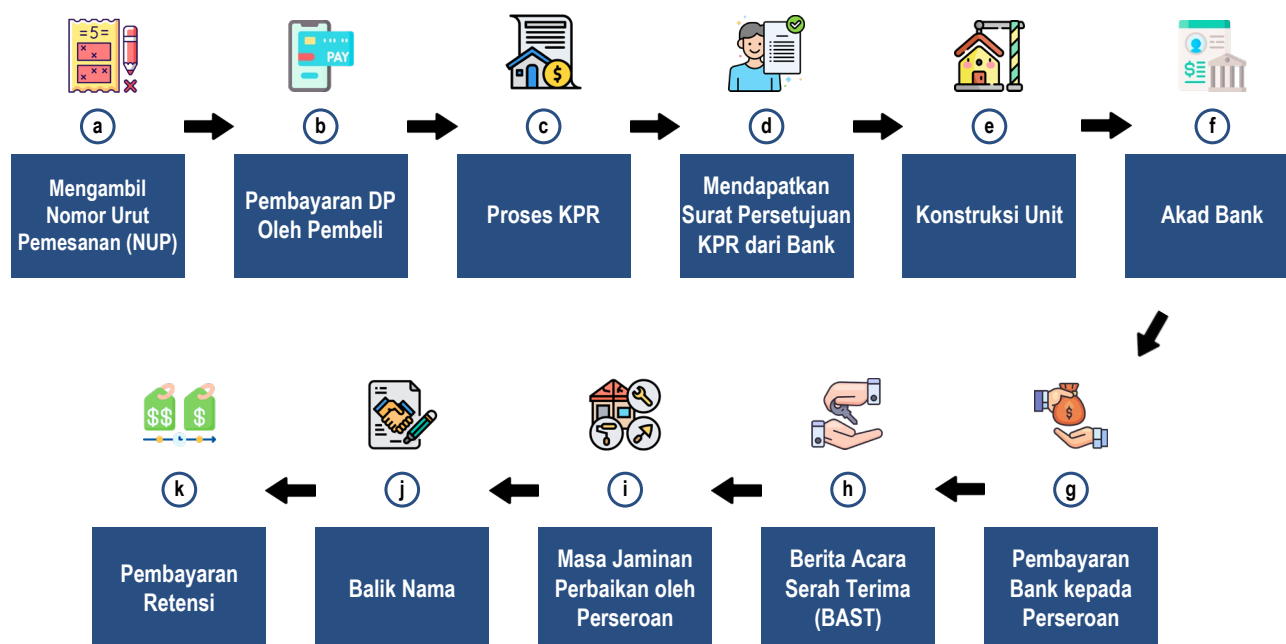 =5=
PAY
$
$
a
b
c
d
e
f
Mengambil
Nomor Urut
Pemesanan (NUP)
Pembayaran DP
Oleh Pembeli
Proses KPR
Mendapatkan
Surat Persetujuan
KPR dari Bank
Konstruksi Unit
Akad Bank
$$
$
$
k
j
i
h
g
Pembayaran
Retensi
Balik Nama
Masa Jaminan
Perbaikan oleh
Perseroan
Berita Acara
Serah Terima
(BAST)
Pembayaran
Bank kepada
Perseroan